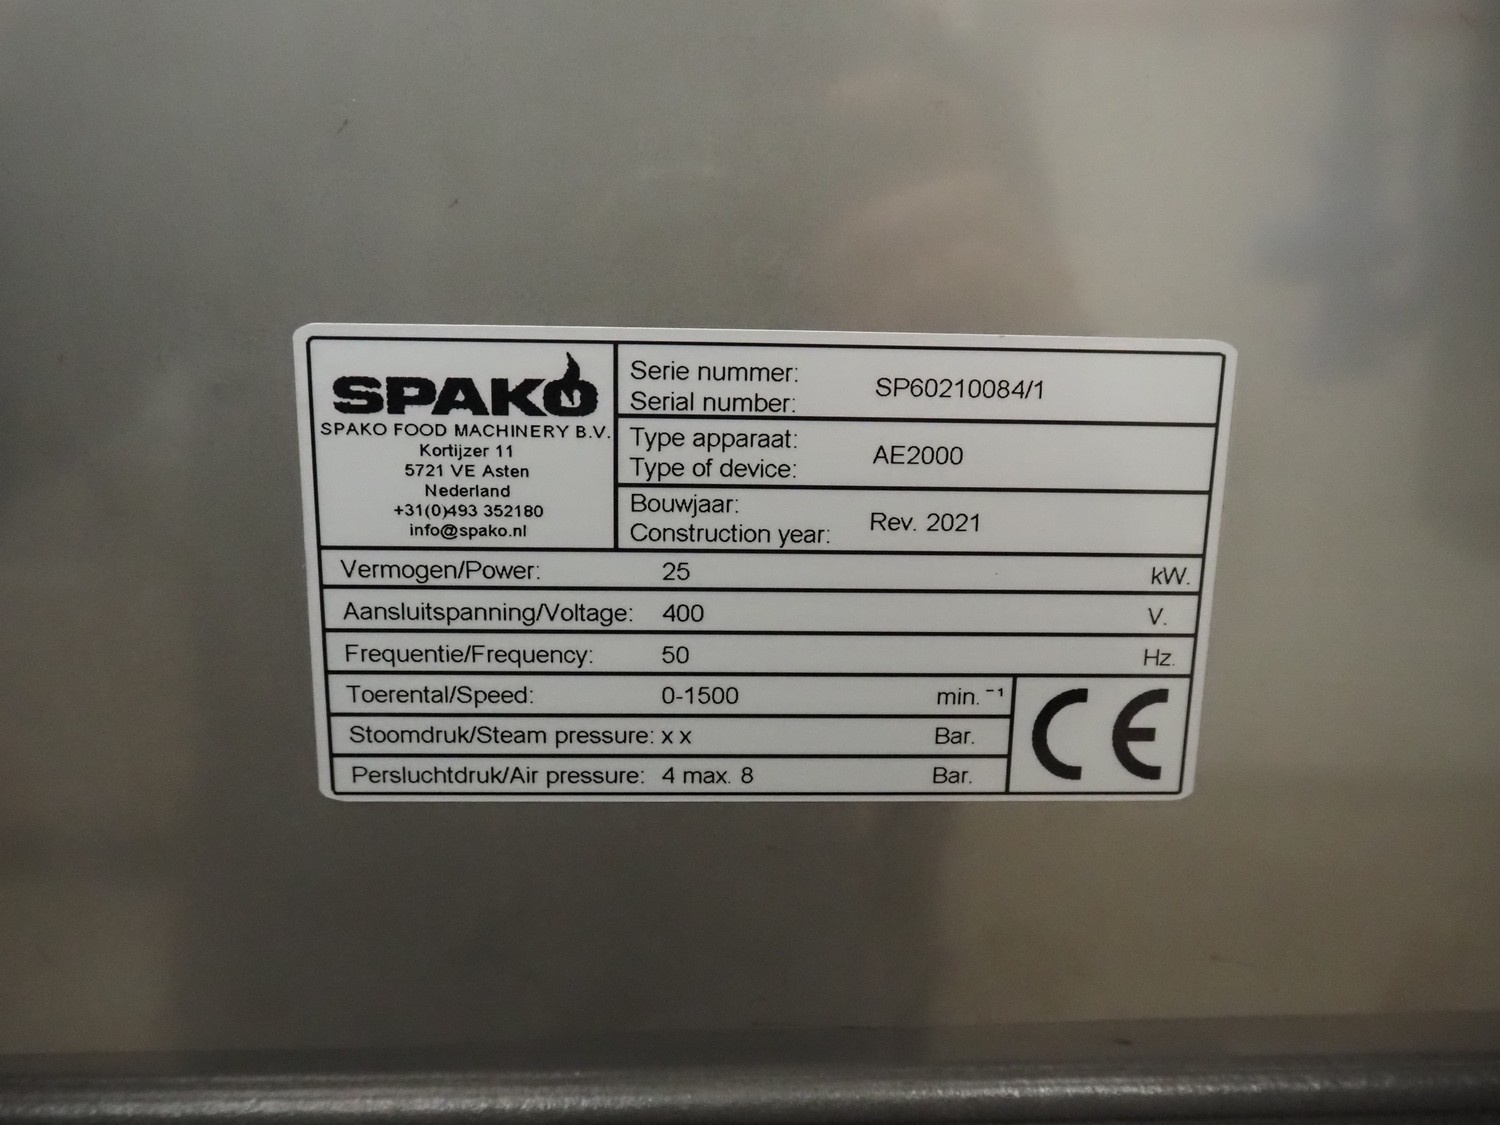 SPAKO
SPAKO FOOD MACHINERY B.V.
Kortijzer 11
5721 VE Asten
Nederland
+31(0)493 352180
info@spako.nl
Serie nummer:
Serial number: SP60210084/1
Type apparaat:
Type of device: AE2000
Bouwjaar:
Construction year: Rev. 2021
Vermogen/Power: 25 kW.
Aansluitspanning/Voltage: 400 V.
Frequentie/Frequency: 50 Hz.
Toerental/Speed: 0-1500 min.⁻¹
Stoomdruk/Steam pressure: x x Bar.
Persluchtdruk/Air pressure: 4 max. 8 Bar.
CE